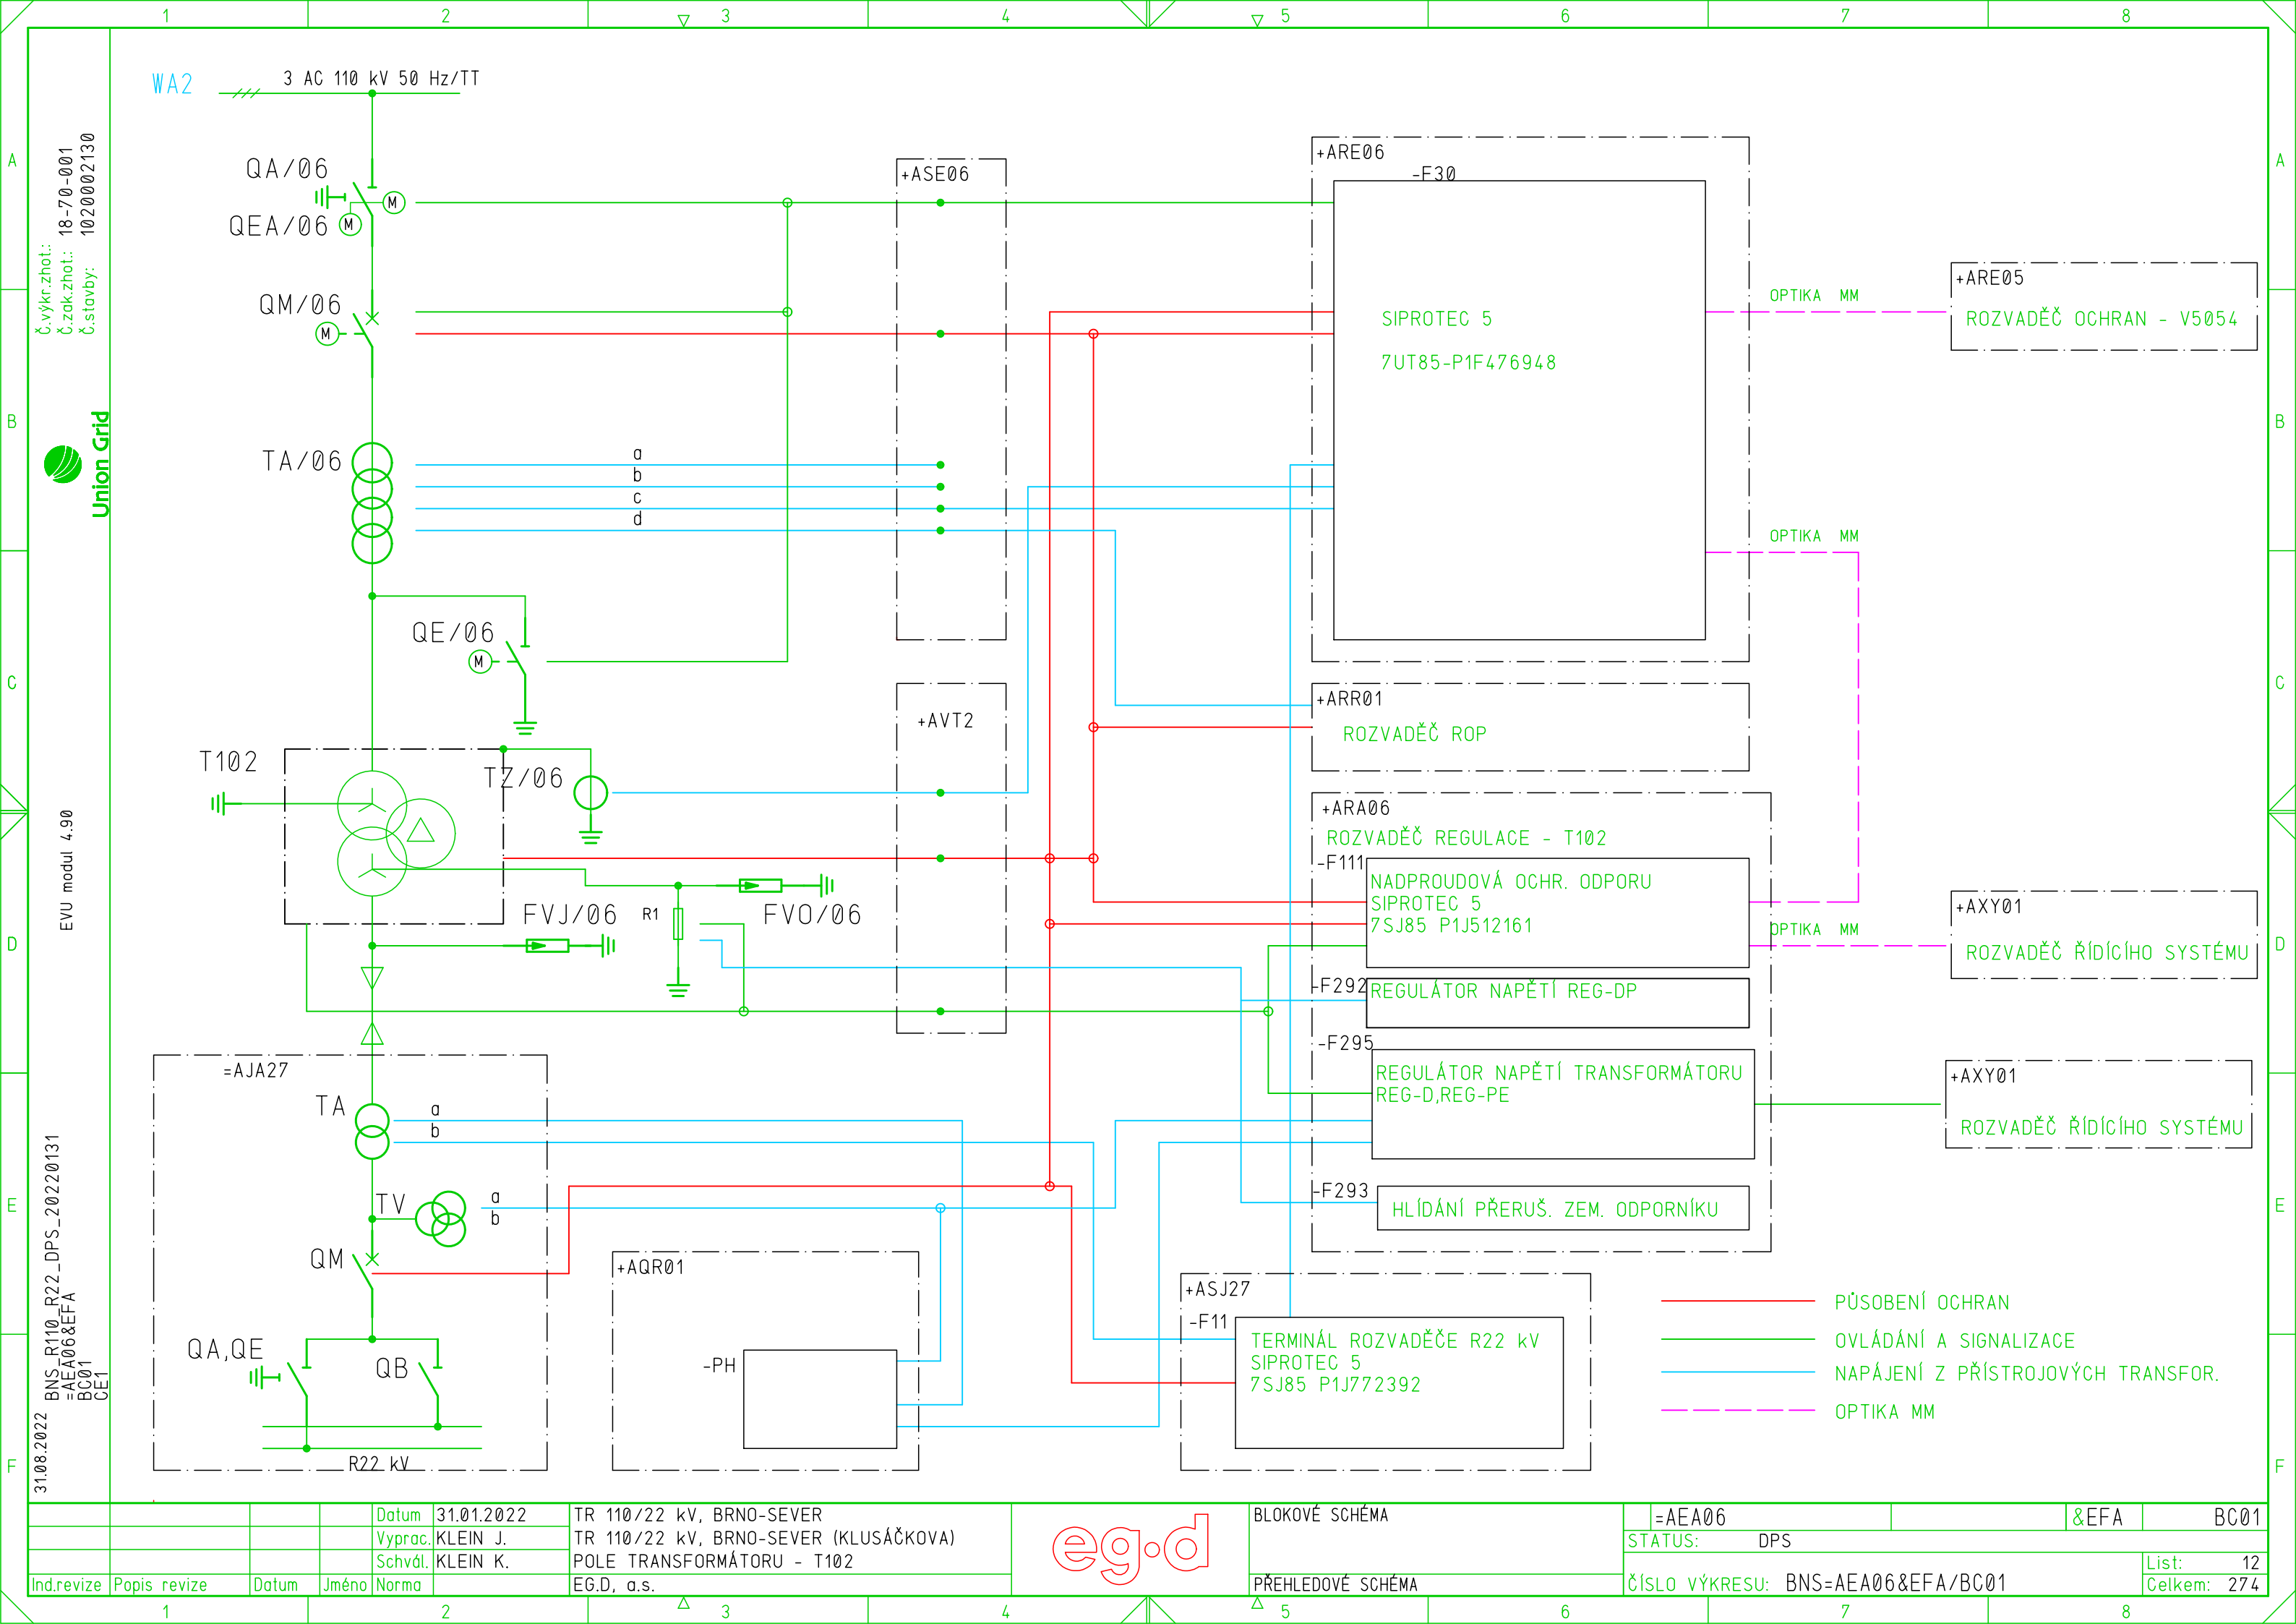 1 2 3 4 5 6 7 8
WA2
3 AC 110 kV 50 Hz/TT
A
A
QA/06
QEA/06
M
M
QM/06
M
+ASE06
+ARE06
-F30
SIPROTEC 5
7UT85-P1F476948
OPTIKA MM
+ARE05
ROZVADĚČ OCHRAN - V5054
Č.výkr.zhot.:
Č.zak.zhot.: 18-70-001
Č.stavby: 10200002130
B
B
Union Grid
TA/06
a
b
c
d
OPTIKA MM
QE/06
M
C
C
+AVT2
+ARR01
ROZVADĚČ ROP
T102
TZ/06
+ARA06
ROZVADĚČ REGULACE - T102
-F111
NADPROUDOVÁ OCHR. ODPORU
SIPROTEC 5
7SJ85 P1J512161
EVU modul 4.90
FVJ/06
R1
FVO/06
D
D
OPTIKA MM
+AXY01
ROZVADĚČ ŘÍDÍCÍHO SYSTÉMU
-F292
REGULÁTOR NAPĚTÍ REG-DP
-F295
REGULÁTOR NAPĚTÍ TRANSFORMÁTORU
REG-D,REG-PE
+AXY01
ROZVADĚČ ŘÍDÍCÍHO SYSTÉMU
=AJA27
TA
a
b
E
E
TV
a
b
-F293
HLÍDÁNÍ PŘERUŠ. ZEM. ODPORNÍKU
QM
+AQR01
-PH
+ASJ27
-F11
TERMINÁL ROZVADĚČE R22 kV
SIPROTEC 5
7SJ85 P1J772392
PŮSOBENÍ OCHRAN
OVLÁDÁNÍ A SIGNALIZACE
NAPÁJENÍ Z PŘÍSTROJOVÝCH TRANSFOR.
OPTIKA MM
QA,QE
QB
R22 kV
F
F
31.08.2022
BNS_R110_R22_DPS_20220131
=AEA06&EFA
BC01
CE1
Datum 31.01.2022
Vyprac. KLEIN J.
Schvál. KLEIN K.
Ind.revize Popis revize Datum Jméno Norma
TR 110/22 kV, BRNO-SEVER
TR 110/22 kV, BRNO-SEVER (KLUSÁČKOVA)
POLE TRANSFORMÁTORU - T102
EG.D, a.s.
eg.d
BLOKOVÉ SCHÉMA
PŘEHLEDOVÉ SCHÉMA
=AEA06 &EFA BC01
STATUS: DPS
List: 12
ČÍSLO VÝKRESU: BNS=AEA06&EFA/BC01
Celkem: 274
1 2 3 4 5 6 7 8